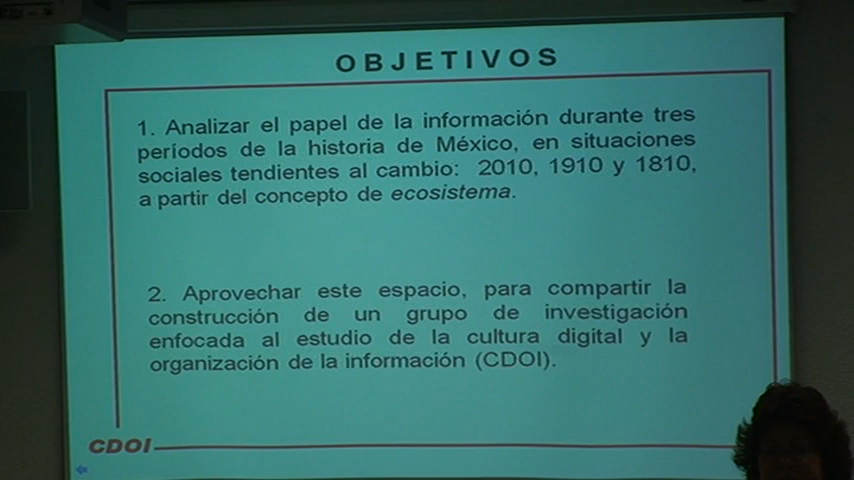 OBJETIVOS
1. Analizar el papel de la información durante tres
períodos de la historia de México, en situaciones
sociales tendientes al cambio: 2010, 1910 y 1810,
a partir del concepto de ecosistema.
2. Aprovechar este espacio, para compartir la
construcción de un grupo de investigación
enfocada al estudio de la cultura digital y la
organización de la información (CDOI).
CDOI